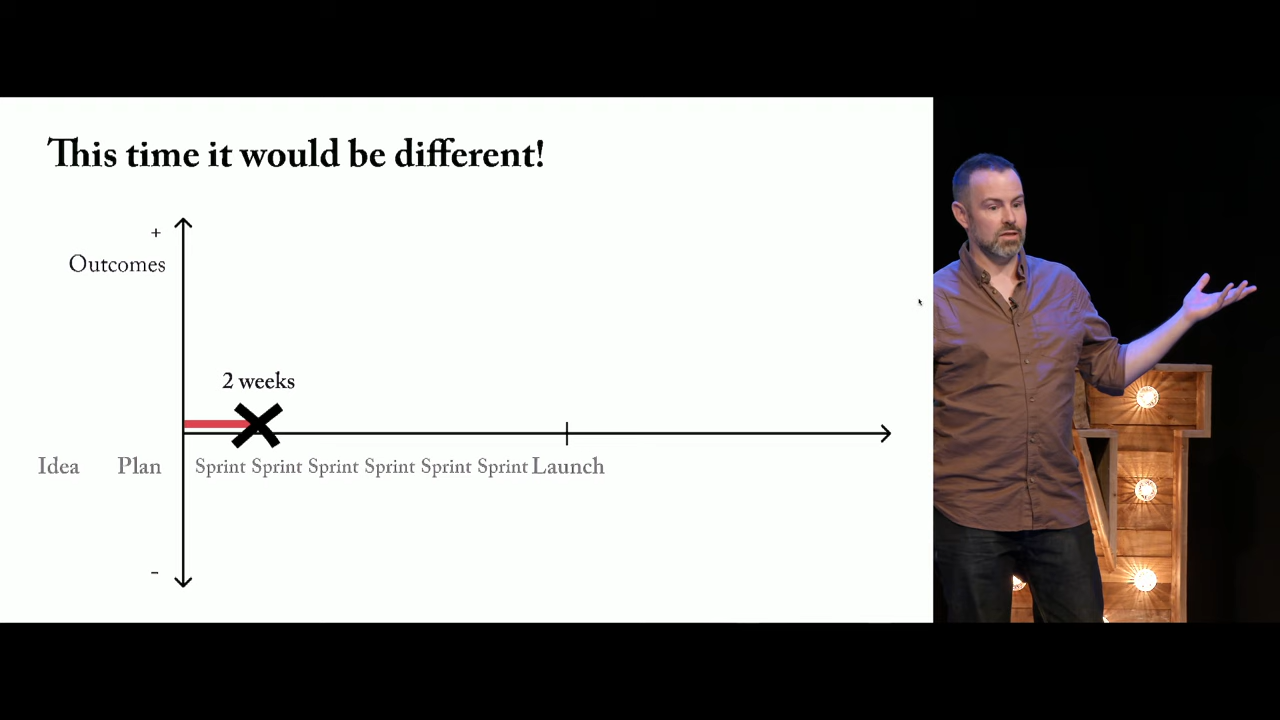 This time it would be different!
+
Outcomes
2 weeks
Idea Plan Sprint Sprint Sprint Sprint Sprint Sprint Launch
-